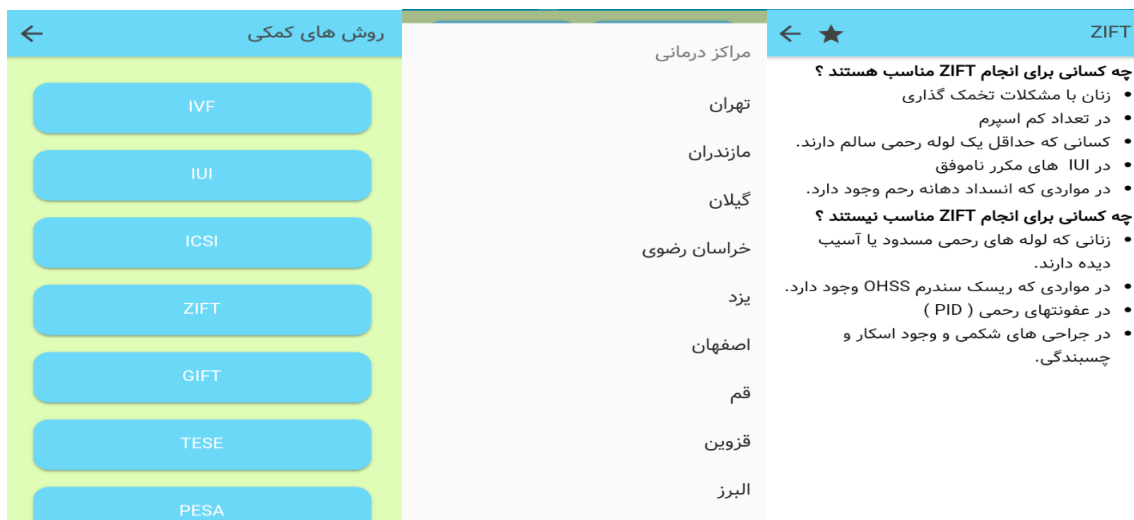 روش های کمکی
IVF
IUI
ICSI
ZIFT
GIFT
TESE
PESA
مراکز درمانی
تهران
مازندران
گیلان
خراسان رضوی
یزد
اصفهان
قم
قزوین
البرز
ZIFT
چه کسانی برای انجام ZIFT مناسب هستند ؟
• زنان با مشکلات تخمک گذاری
• در تعداد کم اسپرم
• کسانی که حداقل یک لوله رحمی سالم دارند.
• در IUI های مکرر ناموفق
• در مواردی که انسداد دهانه رحم وجود دارد.
چه کسانی برای انجام ZIFT مناسب نیستند ؟
• زنانی که لوله های رحمی مسدود یا آسیب
دیده دارند.
• در مواردی که ریسک سندرم OHSS وجود دارد.
• در عفونتهای رحمی ( PID )
• در جراحی های شکمی و وجود اسکار و
چسبندگی.